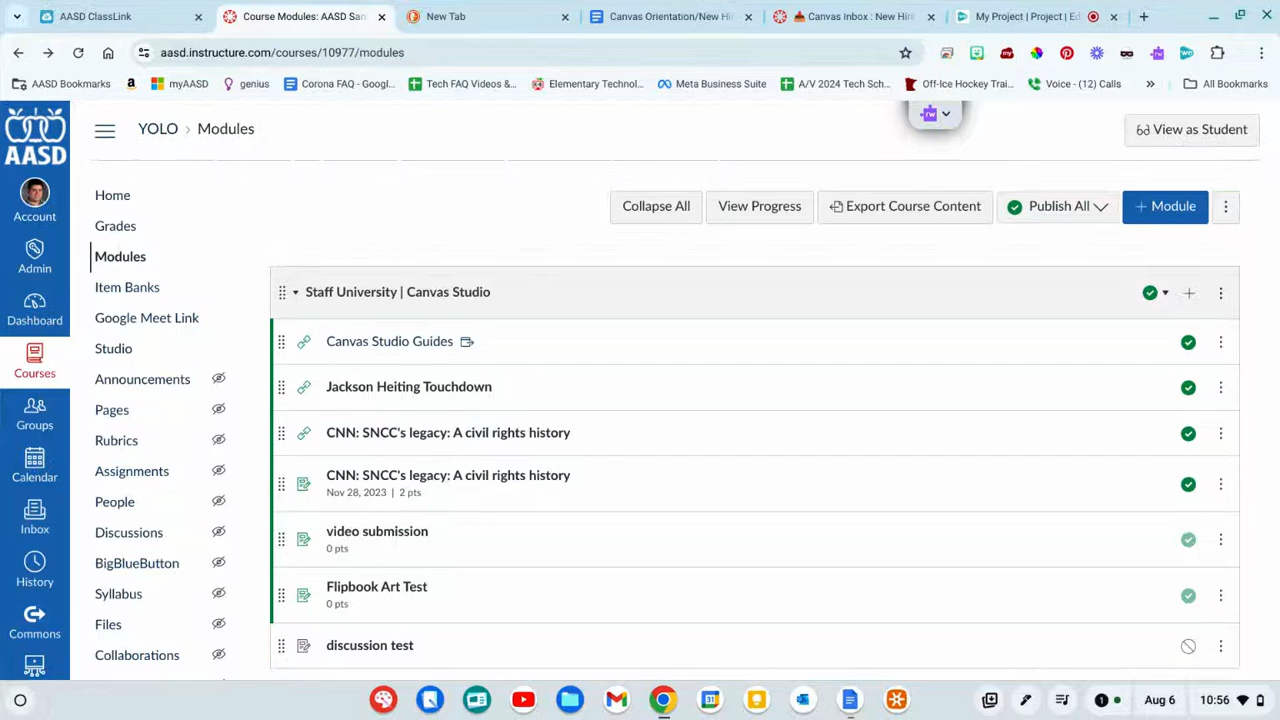 AASD ClassLink
Course Modules: AASD San
New Tab
Canvas Orientation/New Hi
Canvas Inbox : New Hiri
My Project | Project | Ed
aasd.instructure.com/courses/10977/modules
AASD Bookmarks
myAASD
genius
Corona FAQ - Googl...
Tech FAQ Videos &...
Elementary Technol...
Meta Business Suite
A/V 2024 Tech Sch...
Off-Ice Hockey Trai...
Voice - (12) Calls
All Bookmarks
AASD
YOLO › Modules
View as Student
Account
Admin
Dashboard
Courses
Groups
Calendar
Inbox
History
Commons
Home
Grades
Modules
Item Banks
Google Meet Link
Studio
Announcements
Pages
Rubrics
Assignments
People
Discussions
BigBlueButton
Syllabus
Files
Collaborations
Collapse All
View Progress
Export Course Content
Publish All
+ Module
Staff University | Canvas Studio
Canvas Studio Guides
Jackson Heiting Touchdown
CNN: SNCC's legacy: A civil rights history
CNN: SNCC's legacy: A civil rights history
Nov 28, 2023 | 2 pts
video submission
0 pts
Flipbook Art Test
0 pts
discussion test
1
Aug 6
10:56